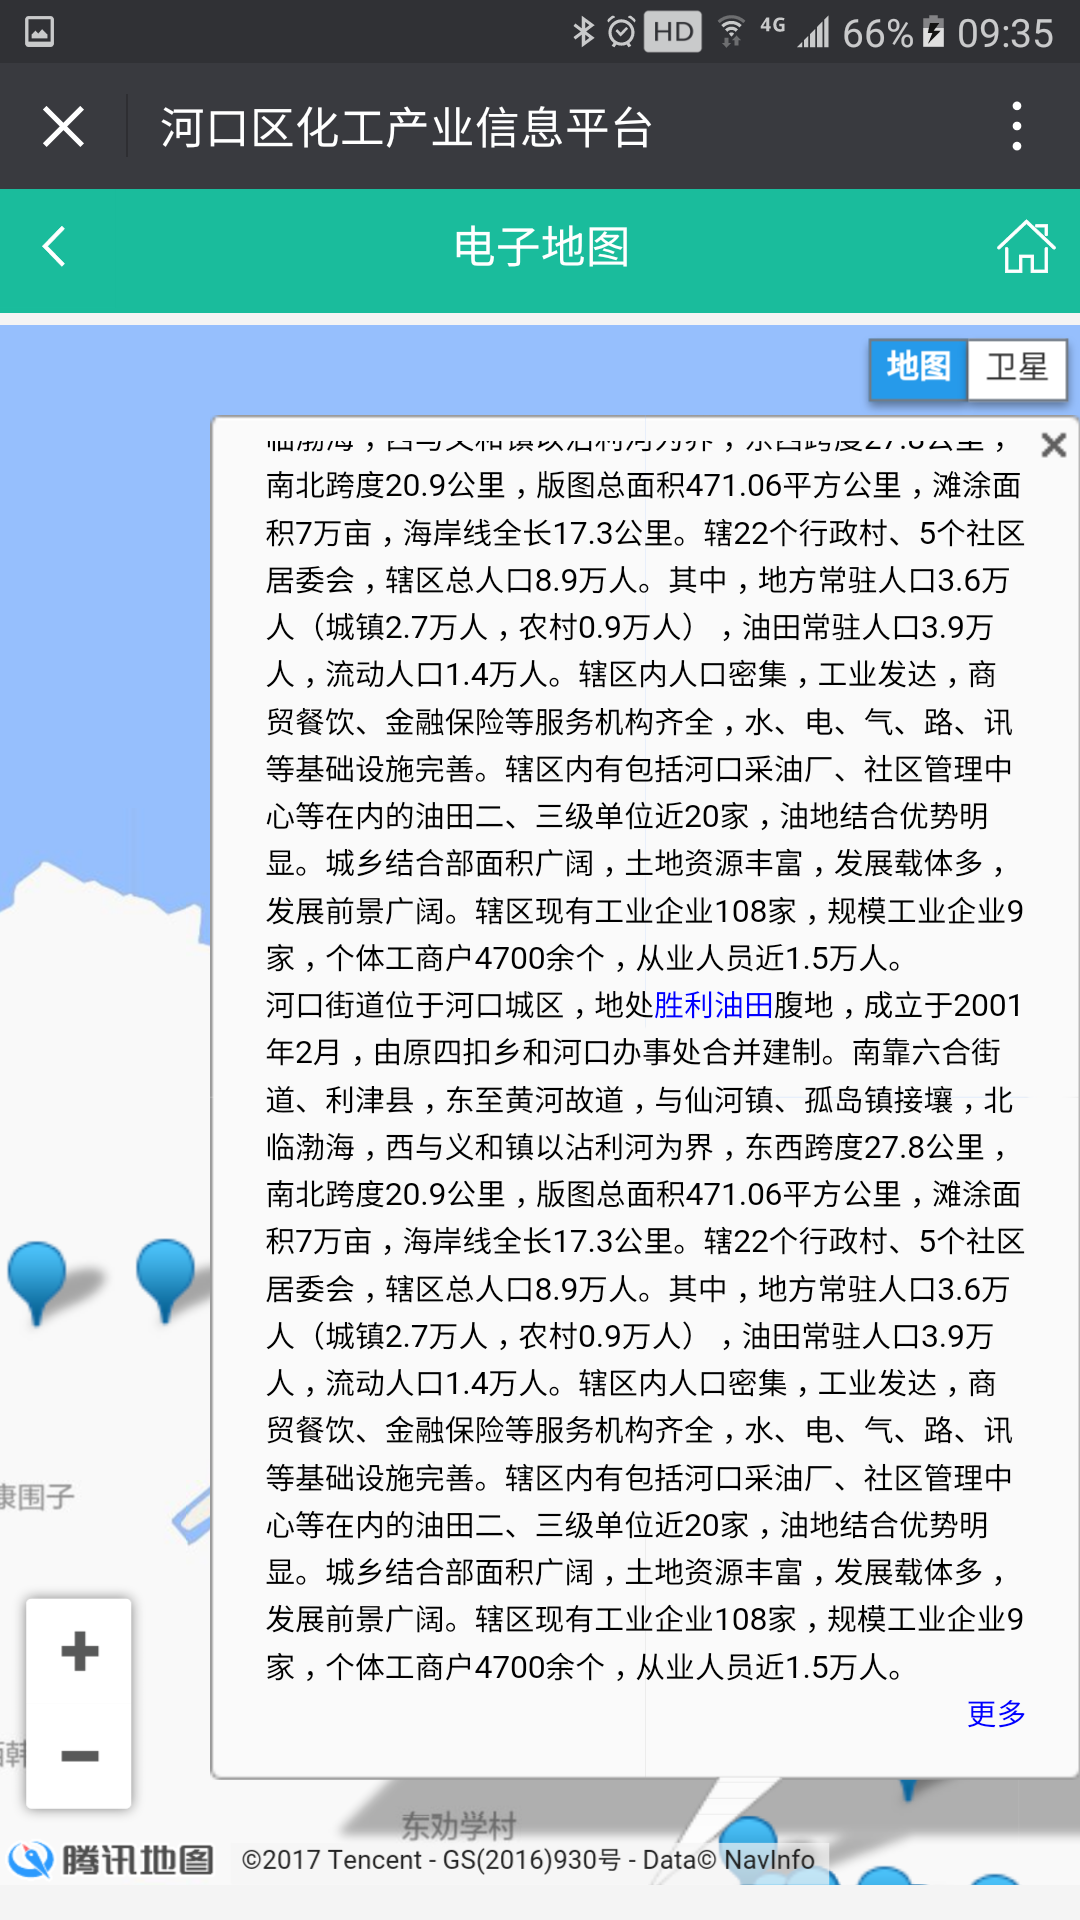 HD 4G 66% 09:35
河口区化工产业信息平台
电子地图
地图 卫星
临渤海，西与义和镇以沾利河为界，东西跨度27.8公里，
南北跨度20.9公里，版图总面积471.06平方公里，滩涂面
积7万亩，海岸线全长17.3公里。辖22个行政村、5个社区
居委会，辖区总人口8.9万人。其中，地方常驻人口3.6万
人（城镇2.7万人，农村0.9万人），油田常驻人口3.9万
人，流动人口1.4万人。辖区内人口密集，工业发达，商
贸餐饮、金融保险等服务机构齐全，水、电、气、路、讯
等基础设施完善。辖区内有包括河口采油厂、社区管理中
心等在内的油田二、三级单位近20家，油地结合优势明
显。城乡结合部面积广阔，土地资源丰富，发展载体多，
发展前景广阔。辖区现有工业企业108家，规模工业企业9
家，个体工商户4700余个，从业人员近1.5万人。
河口街道位于河口城区，地处胜利油田腹地，成立于2001
年2月，由原四扣乡和河口办事处合并建制。南靠六合街
道、利津县，东至黄河故道，与仙河镇、孤岛镇接壤，北
临渤海，西与义和镇以沾利河为界，东西跨度27.8公里，
南北跨度20.9公里，版图总面积471.06平方公里，滩涂面
积7万亩，海岸线全长17.3公里。辖22个行政村、5个社区
居委会，辖区总人口8.9万人。其中，地方常驻人口3.6万
人（城镇2.7万人，农村0.9万人），油田常驻人口3.9万
人，流动人口1.4万人。辖区内人口密集，工业发达，商
贸餐饮、金融保险等服务机构齐全，水、电、气、路、讯
等基础设施完善。辖区内有包括河口采油厂、社区管理中
心等在内的油田二、三级单位近20家，油地结合优势明
显。城乡结合部面积广阔，土地资源丰富，发展载体多，
发展前景广阔。辖区现有工业企业108家，规模工业企业9
家，个体工商户4700余个，从业人员近1.5万人。
更多
康围子
韩
东劝学村
腾讯地图 ©2017 Tencent - GS(2016)930号 - Data© NavInfo